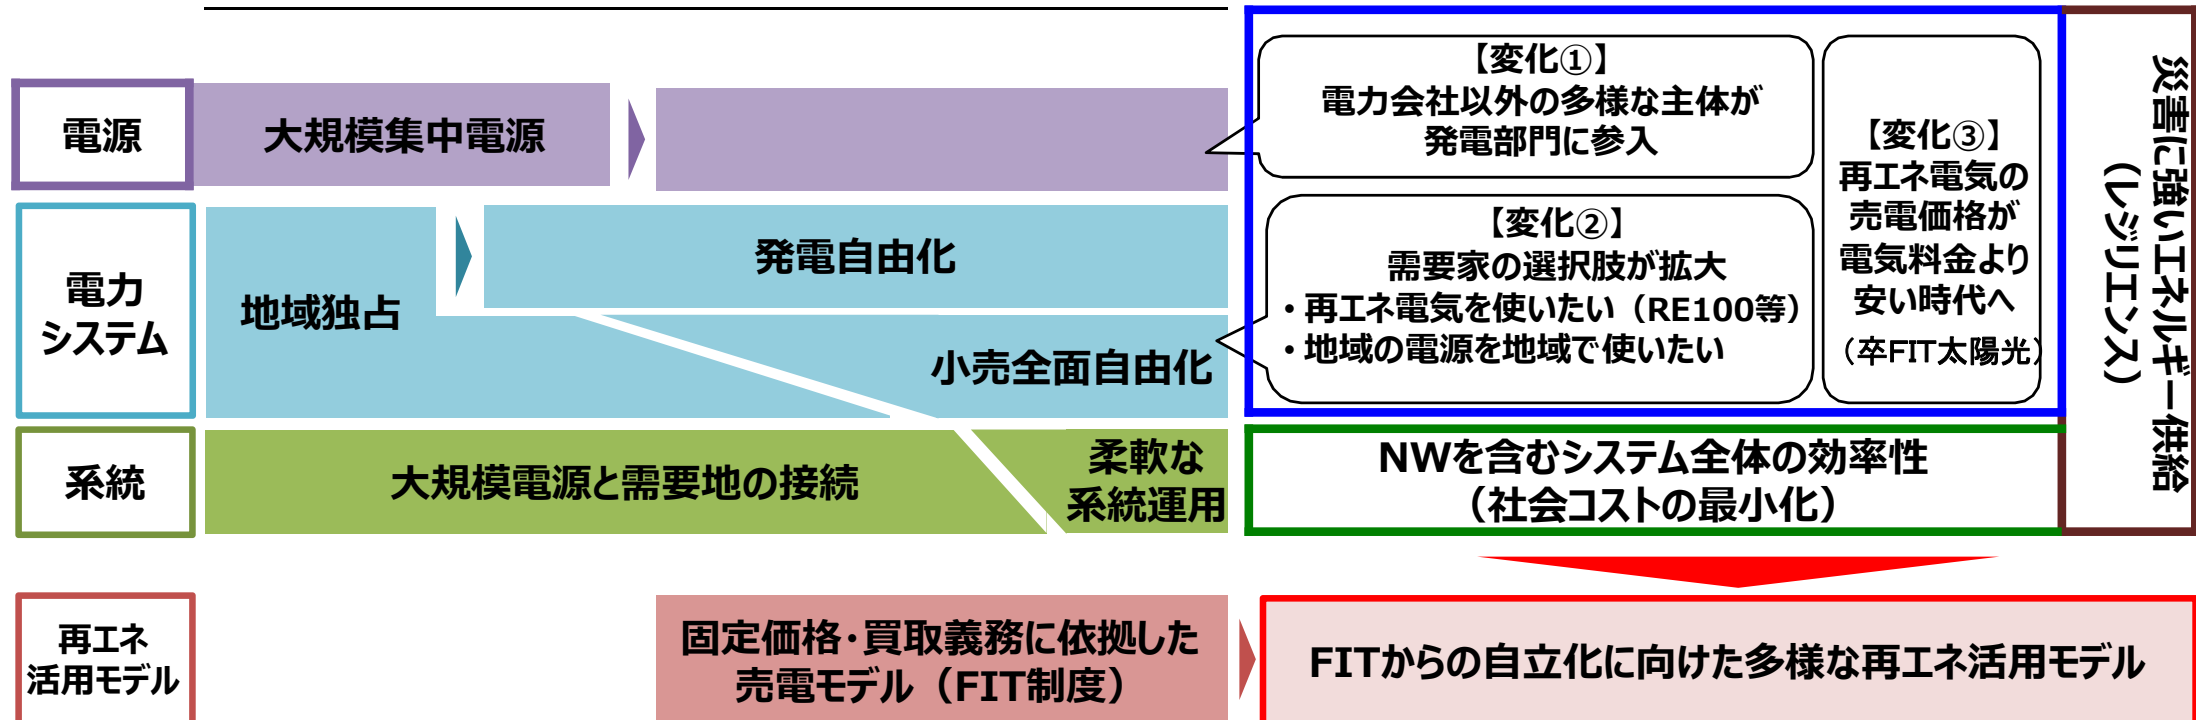 電源
大規模集中電源
電力
システム
地域独占
発電自由化
小売全面自由化
系統
大規模電源と需要地の接続
柔軟な
系統運用
【変化①】
電力会社以外の多様な主体が
発電部門に参入
【変化②】
需要家の選択肢が拡大
・再エネ電気を使いたい（RE100等）
・地域の電源を地域で使いたい
【変化③】
再エネ電気の
売電価格が
電気料金より
安い時代へ
（卒FIT太陽光）
災害に強いエネルギー供給
（レジリエンス）
NWを含むシステム全体の効率性
（社会コストの最小化）
再エネ
活用モデル
固定価格・買取義務に依拠した
売電モデル（FIT制度）
FITからの自立化に向けた多様な再エネ活用モデル